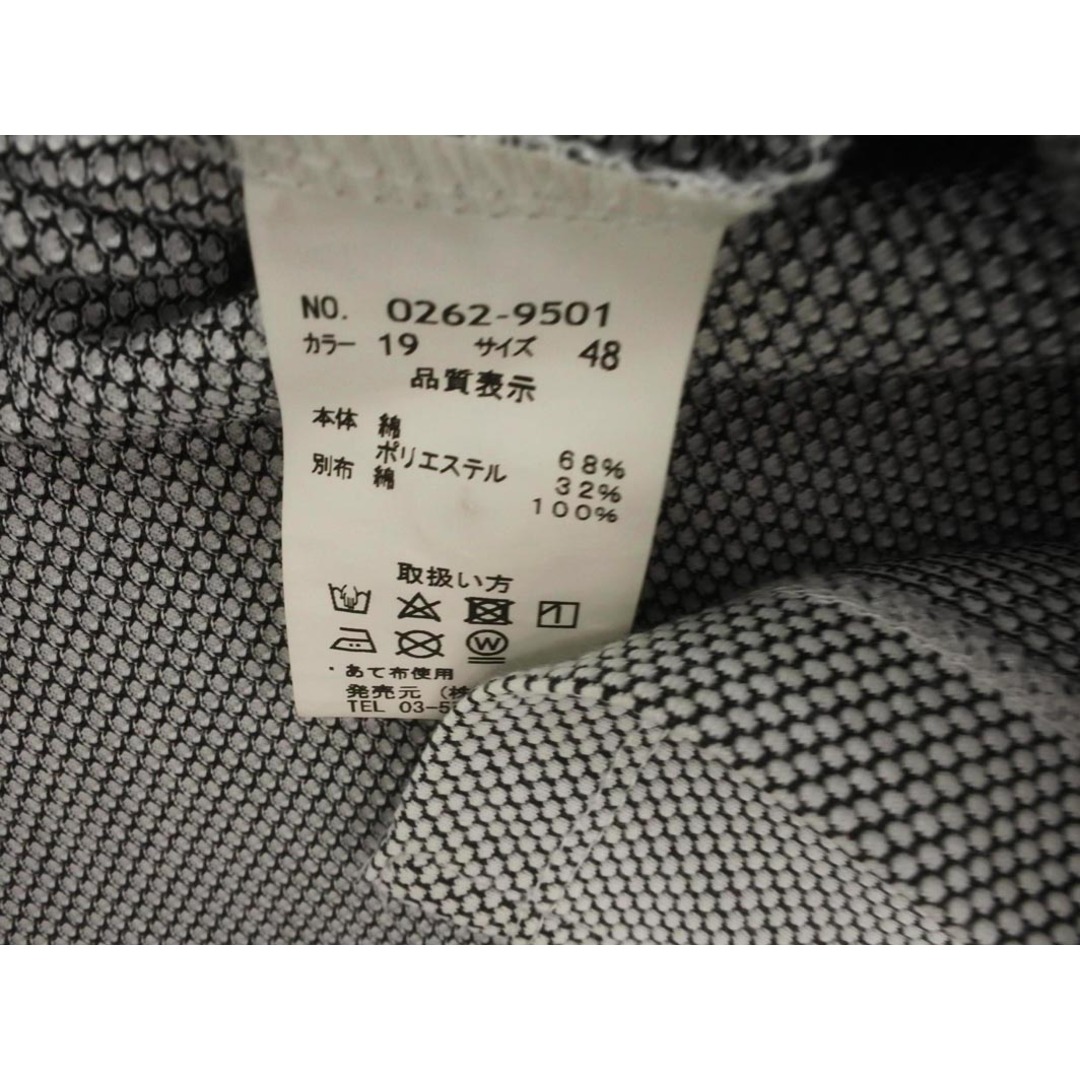 NO. 0262-9501
カラー 19 サイズ 48
品質表示
本体 綿 68%
ポリエステル 32%
別布 綿 100%
取扱い方
W
・あて布使用
発売元 (株
TEL 03-5